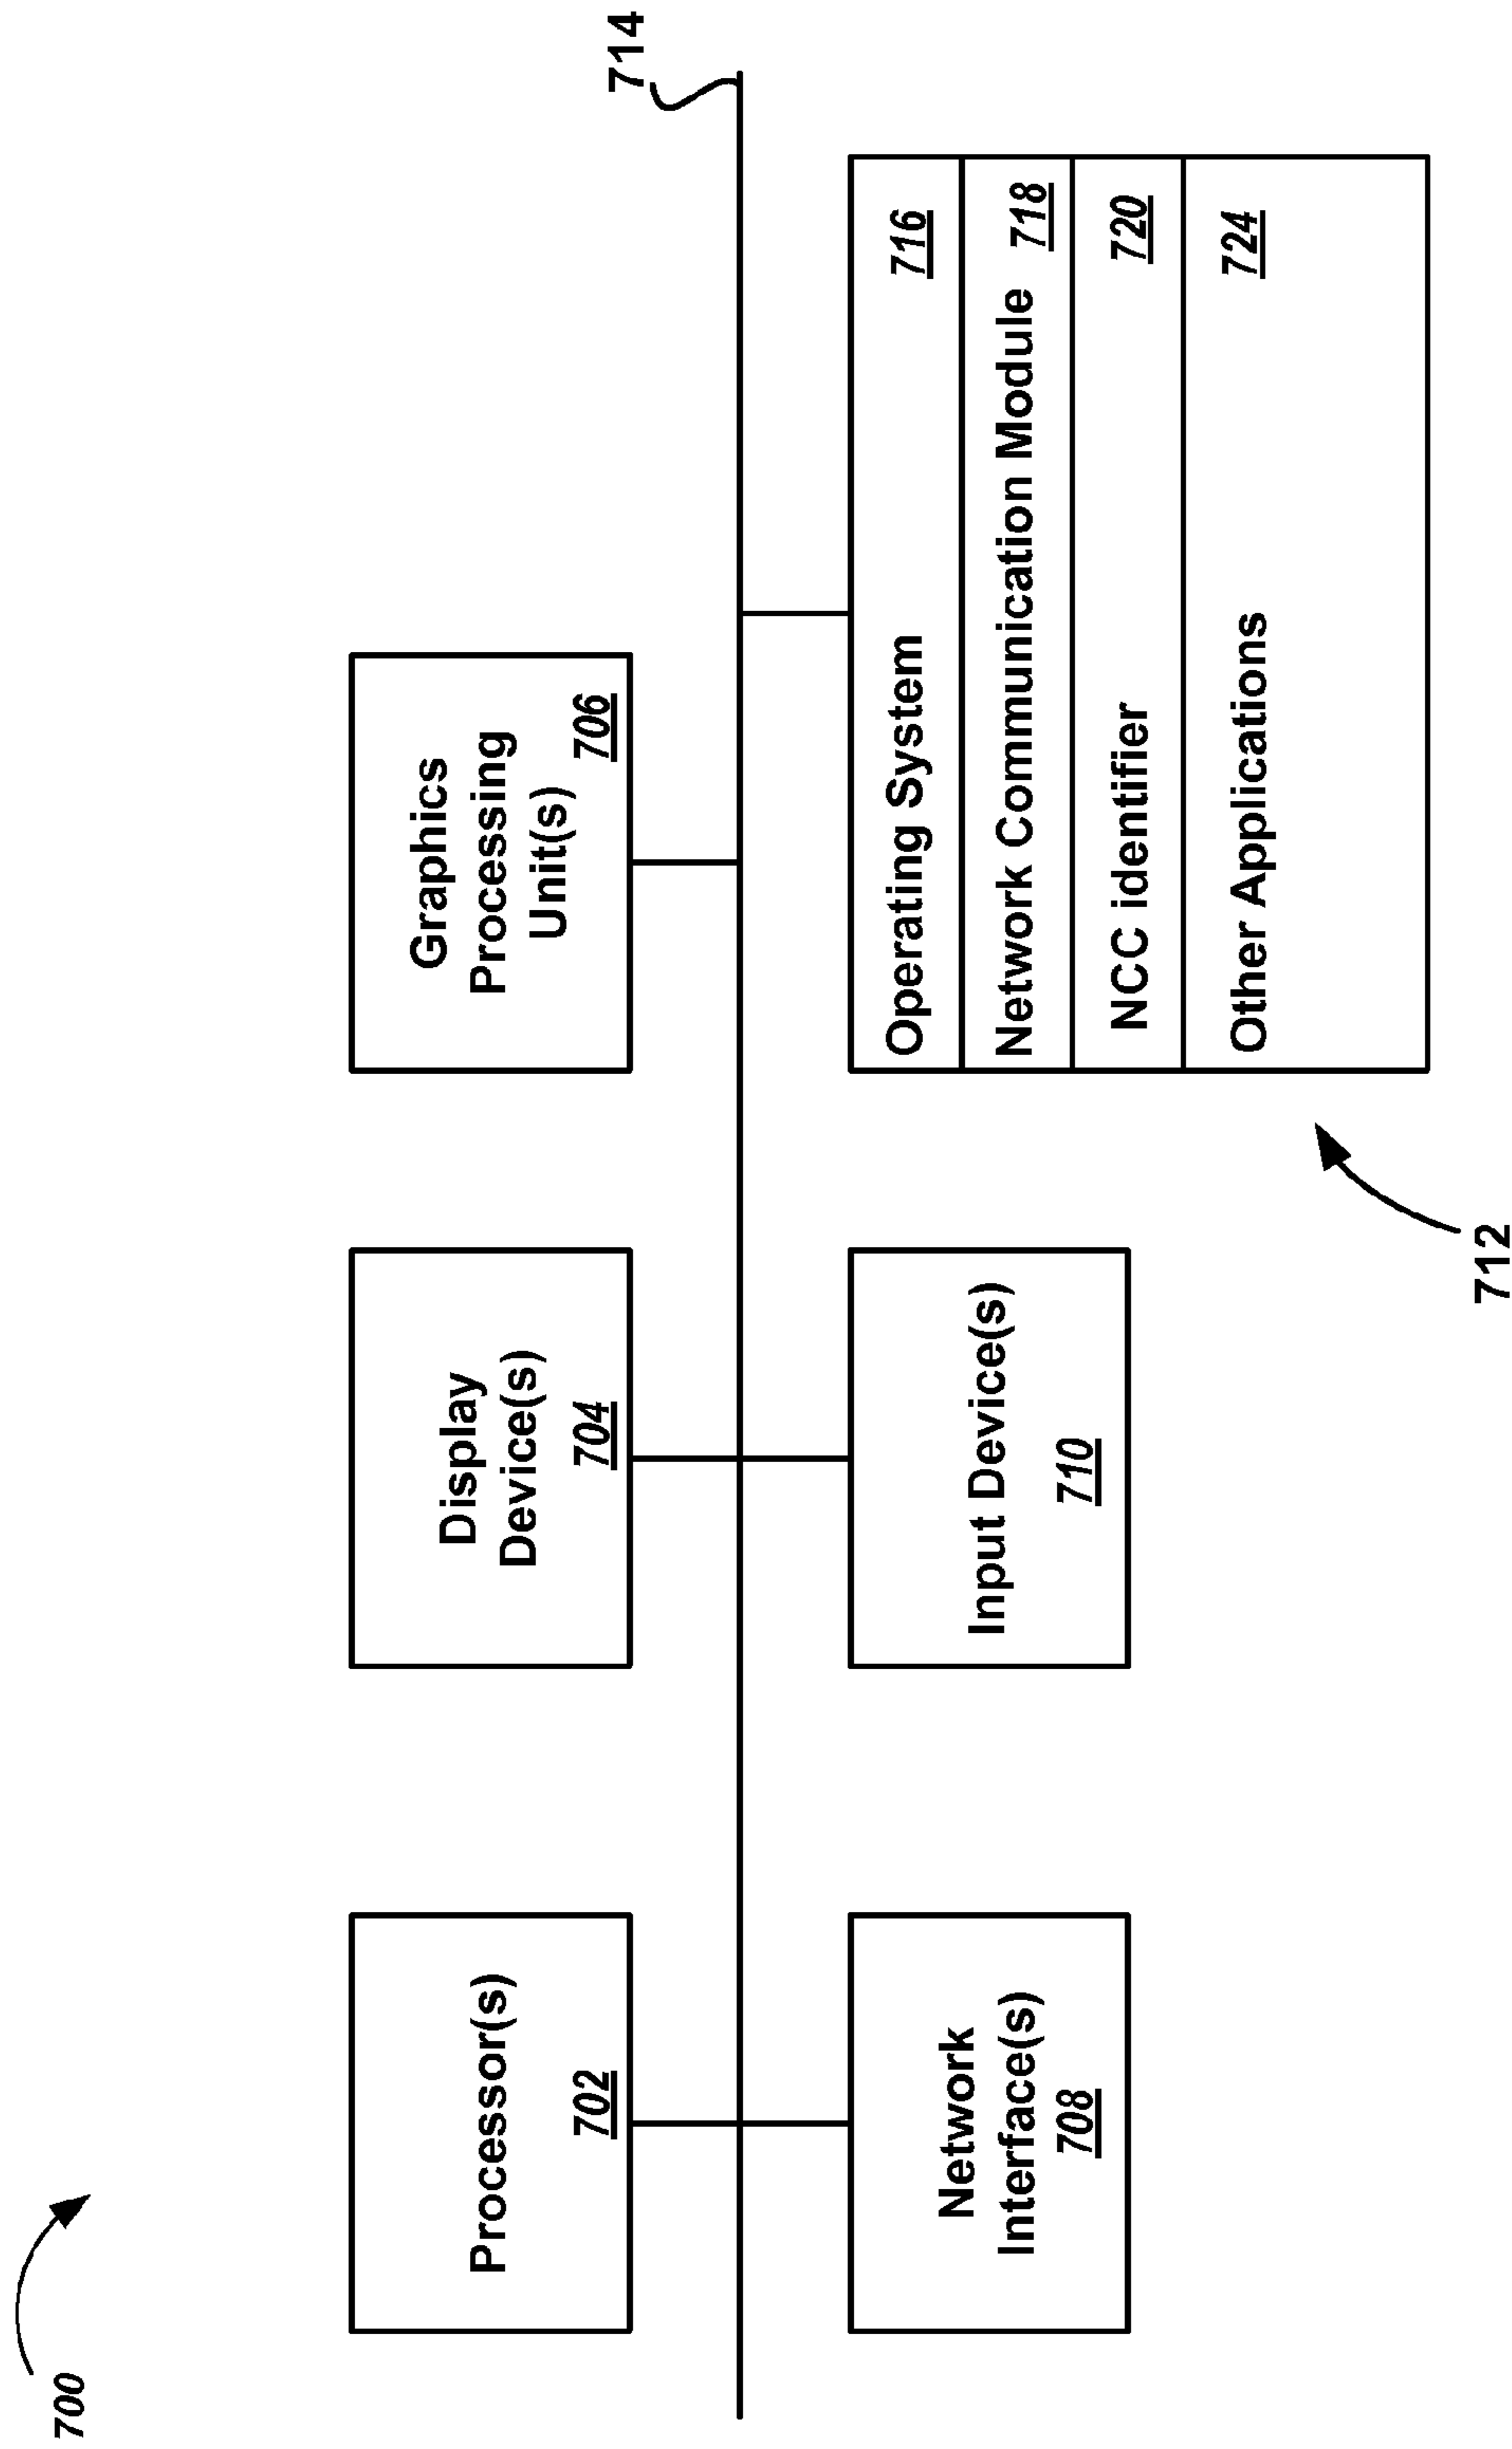 700
714
Processor(s)
702
Display
Device(s)
704
Graphics
Processing
Unit(s)
706
Network
Interface(s)
708
Input Device(s)
710
Operating System 716
Network Communication Module 718
NCC identifier 720
Other Applications 724
712